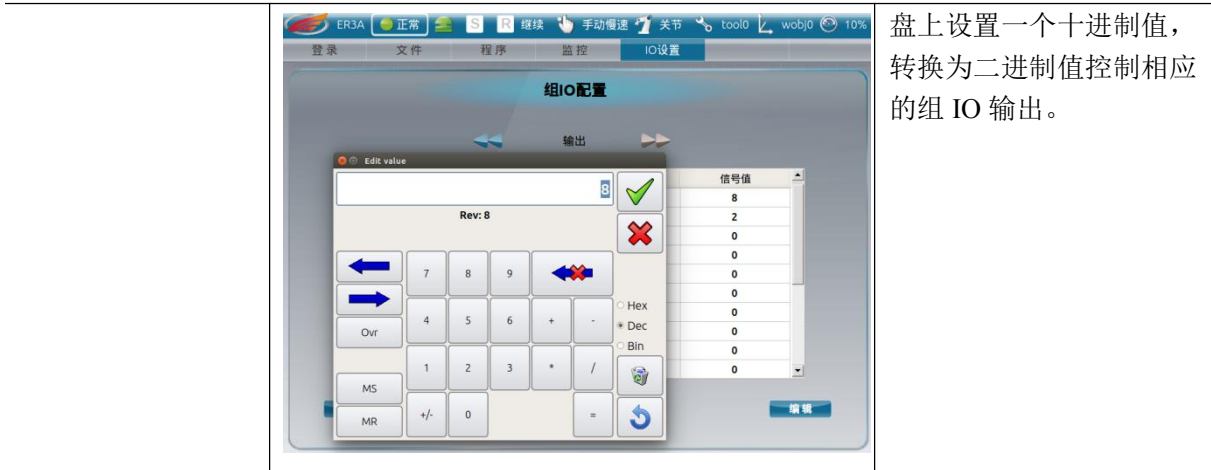 ER3A 正常 S R 继续 手动慢速 关节 tool0 wobj0 10%
登录 文件 程序 监控 IO设置
组IO配置
输出
Edit value
8
Rev: 8
7 8 9
4 5 6 + -
Ovr
1 2 3 * /
MS
MR +/- 0 =
Hex
Dec
Bin
信号值
8
2
0
0
0
0
0
0
0
0
编辑
盘上设置一个十进制值，
转换为二进制值控制相应
的组 IO 输出。